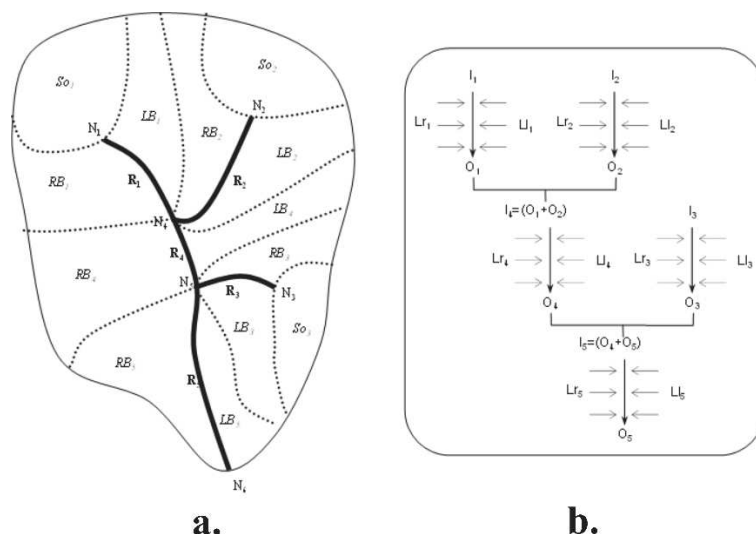 So₁
So₂
N₁
N₂
LB₁
RB₂
LB₂
RB₁
R₁
R₂
LB₄
N₄
R₄
RB₃
RB₄
N₅
R₃
N₃
LB₃
So₃
RB₅
R₅
LB₅
N₆
a.
I₁ I₂
Lr₁ Ll₁ Lr₂ Ll₂
O₁ O₂
I₄=(O₁+O₂) I₃
Lr₄ Ll₄ Lr₃ Ll₃
O₄ O₃
I₅=(O₄+O₅)
Lr₅ Ll₅
O₅
b.